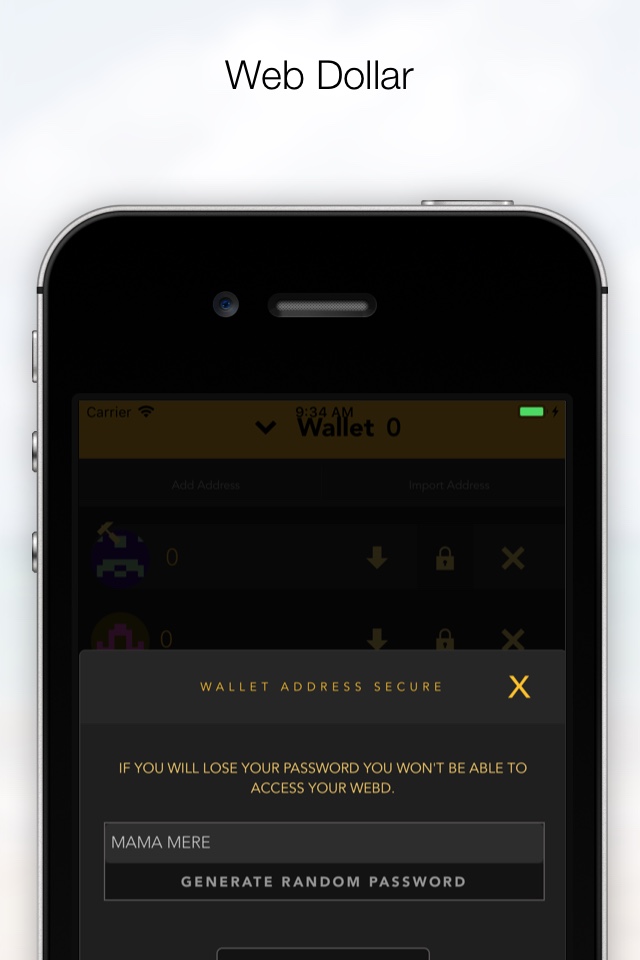 Web Dollar
Carrier 9:34 AM
Wallet 0
Add Address Import Address
0
0
WALLET ADDRESS SECURE X
IF YOU WILL LOSE YOUR PASSWORD YOU WON'T BE ABLE TO
ACCESS YOUR WEBD.
MAMA MERE
GENERATE RANDOM PASSWORD